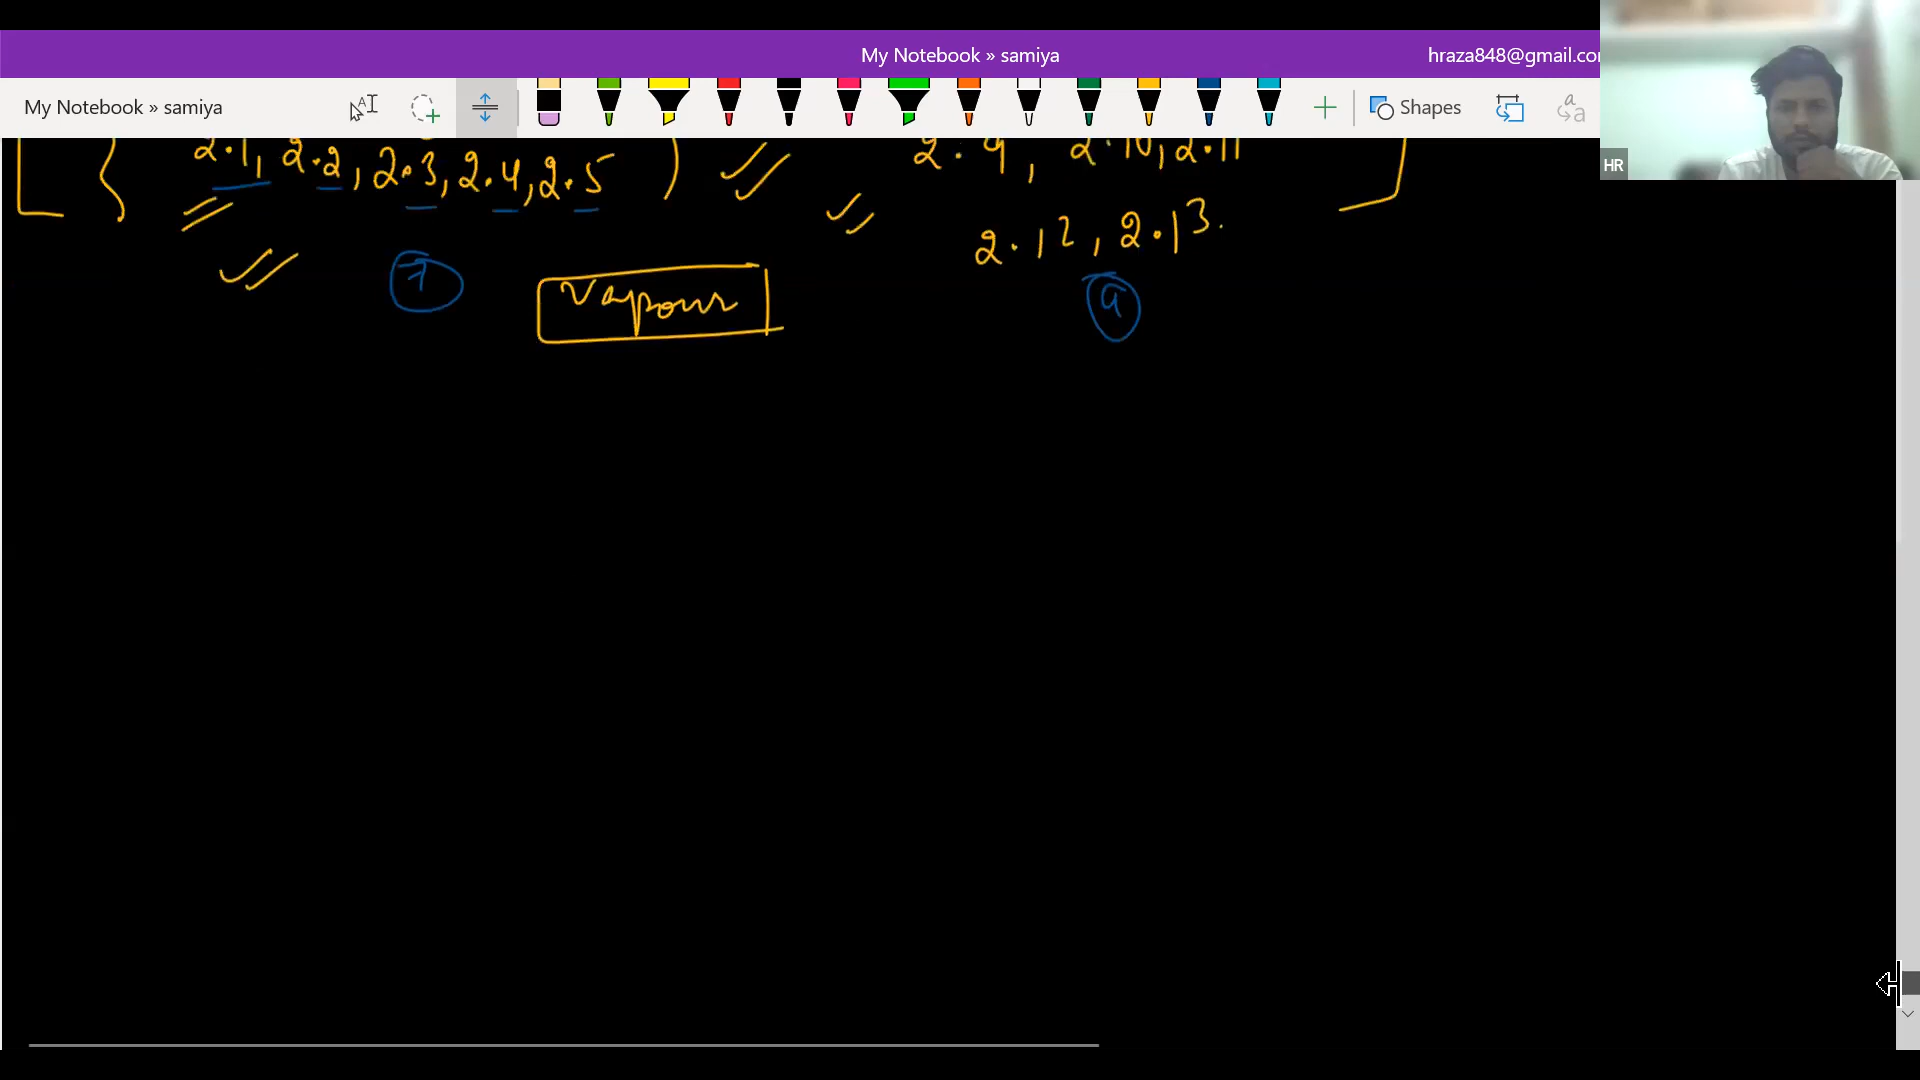 My Notebook » samiya
hraza848@gmail.co
My Notebook » samiya
Shapes
HR
2.1, 2.2, 2.3, 2.4, 2.5
2.9, 2.10, 2.11
2.12, 2.13.
7
Vapour
9